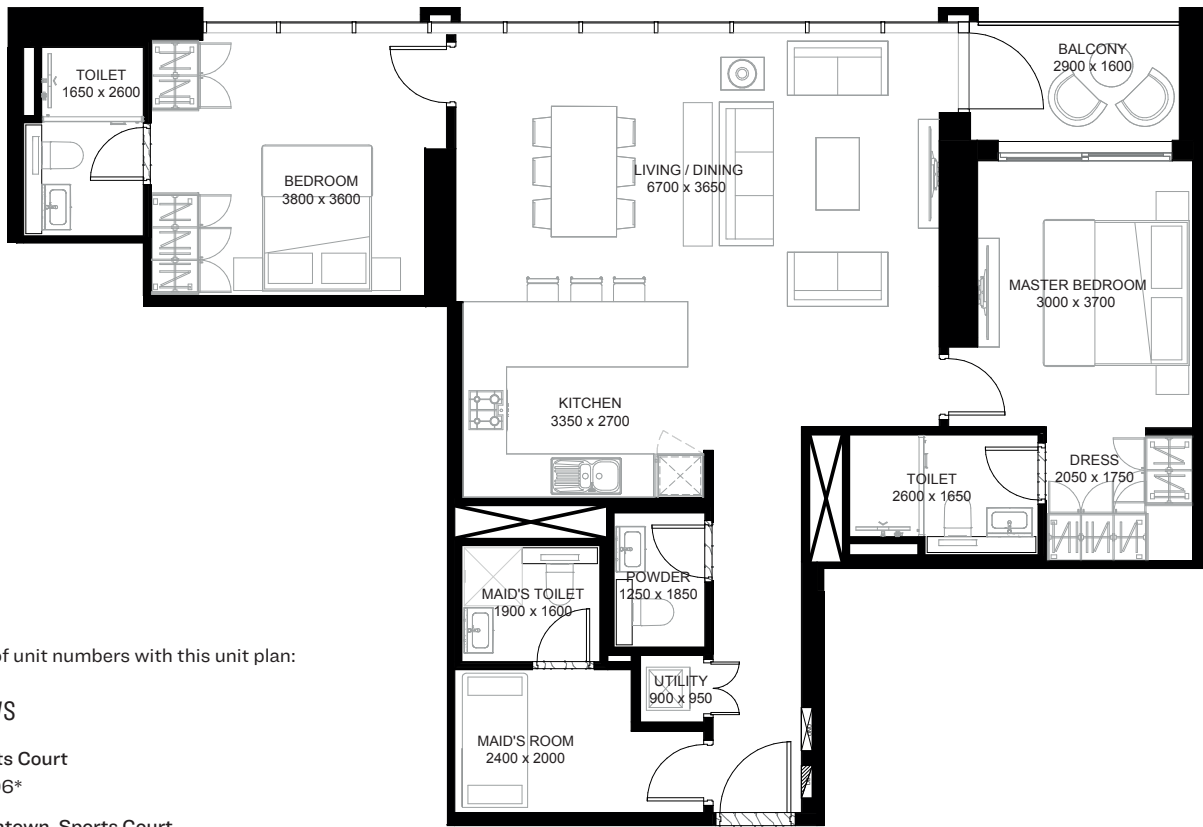 TOILET
1650 x 2600
BEDROOM
3800 x 3600
LIVING / DINING
6700 x 3650
BALCONY
2900 x 1600
MASTER BEDROOM
3000 x 3700
KITCHEN
3350 x 2700
TOILET
2600 x 1650
DRESS
2050 x 1750
MAID'S TOILET
1900 x 1600
POWDER
1250 x 1850
UTILITY
900 x 950
MAID'S ROOM
2400 x 2000
of unit numbers with this unit plan:
Court
6*
Sports Court